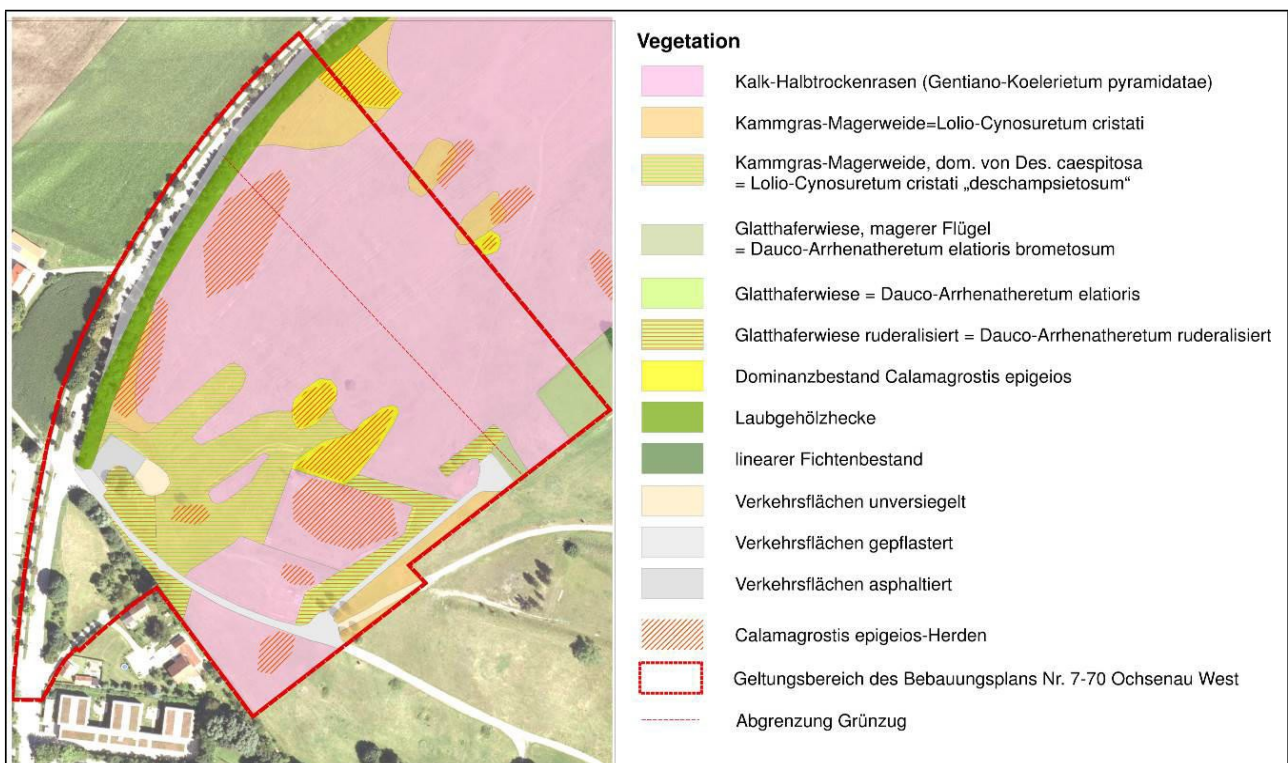 Vegetation
Kalk-Halbtrockenrasen (Gentiano-Koelerietum pyramidatae)
Kammgras-Magerweide=Lolio-Cynosuretum cristati
Kammgras-Magerweide, dom. von Des. caespitosa
= Lolio-Cynosuretum cristati „deschampsietosum“
Glatthaferwiese, magerer Flügel
= Dauco-Arrhenatheretum elatioris brometosum
Glatthaferwiese = Dauco-Arrhenatheretum elatioris
Glatthaferwiese ruderalisiert = Dauco-Arrhenatheretum ruderalisiert
Dominanzbestand Calamagrostis epigeios
Laubgehölzhecke
linearer Fichtenbestand
Verkehrsflächen unversiegelt
Verkehrsflächen gepflastert
Verkehrsflächen asphaltiert
Calamagrostis epigeios-Herden
Geltungsbereich des Bebauungsplans Nr. 7-70 Ochsenau West
Abgrenzung Grünzug